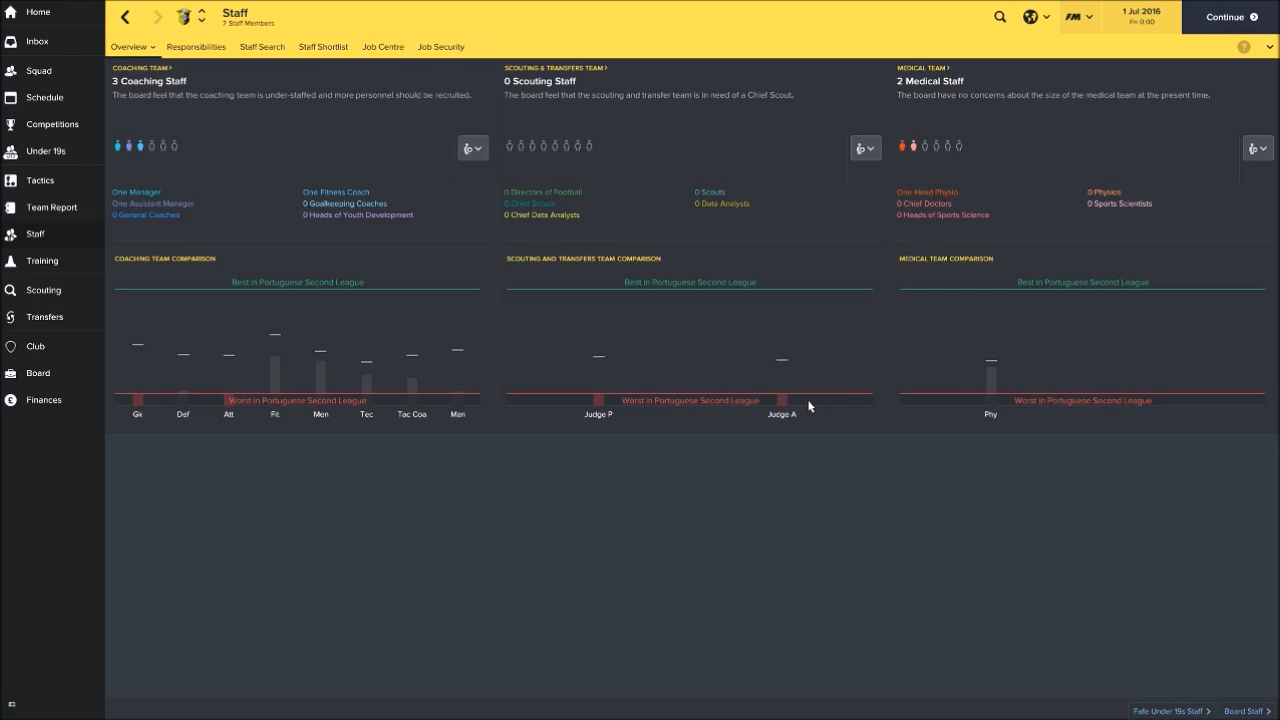 Home
Inbox
Squad
Schedule
Competitions
Under 19s
Tactics
Team Report
Staff
Training
Scouting
Transfers
Club
Board
Finances
Staff
7 Staff Members
FM
1 Jul 2016
Fri 0:00
Continue
Overview
Responsibilities
Staff Search
Staff Shortlist
Job Centre
Job Security
?
COACHING TEAM >
3 Coaching Staff
The board feel that the coaching team is under-staffed and more personnel should be recruited.
One Manager
One Assistant Manager
0 General Coaches
One Fitness Coach
0 Goalkeeping Coaches
0 Heads of Youth Development
SCOUTING & TRANSFERS TEAM >
0 Scouting Staff
The board feel that the scouting and transfer team is in need of a Chief Scout.
0 Directors of Football
0 Chief Scouts
0 Chief Data Analysts
0 Scouts
0 Data Analysts
MEDICAL TEAM >
2 Medical Staff
The board have no concerns about the size of the medical team at the present time.
One Head Physio
0 Chief Doctors
0 Heads of Sports Science
0 Physios
0 Sports Scientists
COACHING TEAM COMPARISON
Best in Portuguese Second League
Worst in Portuguese Second League
Gk Def Att Fit Men Tec Tac Coa Man
SCOUTING AND TRANSFERS TEAM COMPARISON
Best in Portuguese Second League
Worst in Portuguese Second League
Judge P Judge A
MEDICAL TEAM COMPARISON
Best in Portuguese Second League
Worst in Portuguese Second League
Phy
Fafe Under 19s Staff >
Board Staff >